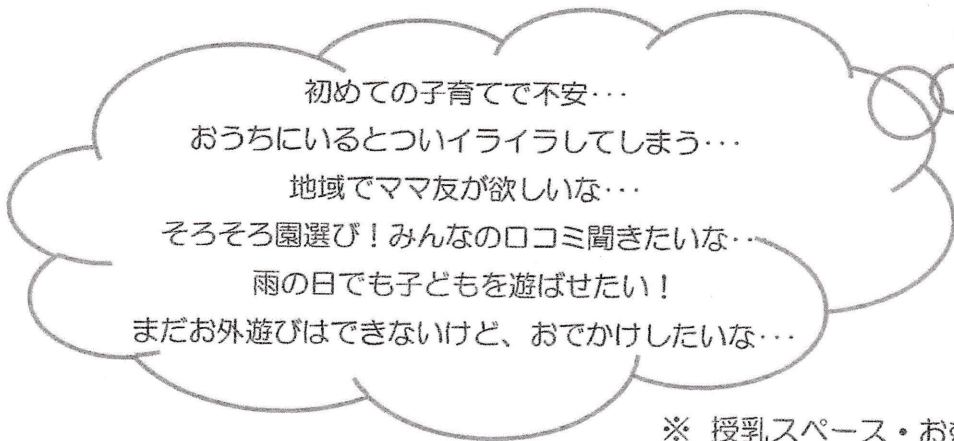 初めての子育てで不安･･･
おうちにいるとついイライラしてしまう･･･
地域でママ友が欲しいな･･･
そろそろ園選び！みんなの口コミ聞きたいな･･
雨の日でも子どもを遊ばせたい！
まだお外遊びはできないけど、おでかけしたいな･･･
※ 授乳スペース・お